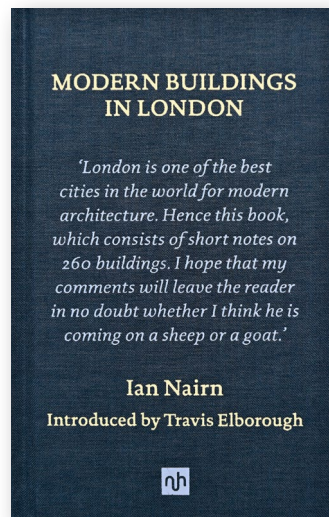 MODERN BUILDINGS
IN LONDON
‘London is one of the best
cities in the world for modern
architecture. Hence this book,
which consists of short notes on
260 buildings. I hope that my
comments will leave the reader
in no doubt whether I think he is
coming on a sheep or a goat.’
Ian Nairn
Introduced by Travis Elborough
nh